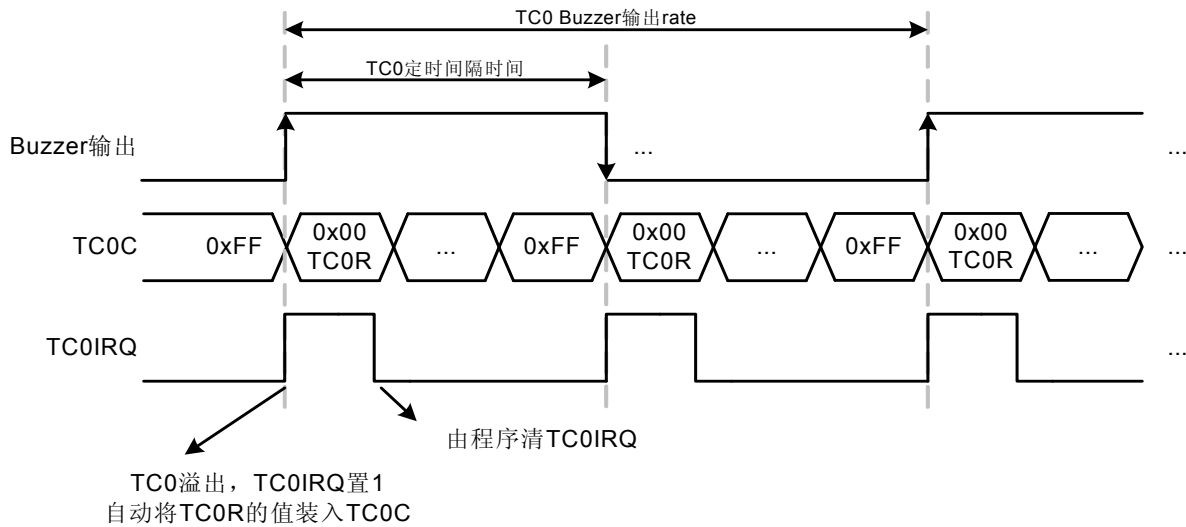 TC0 Buzzer输出rate
TC0定时间隔时间
Buzzer输出
...
...
TC0C
0xFF
0x00
TC0R
...
0xFF
0x00
TC0R
...
0xFF
0x00
TC0R
...
...
TC0IRQ
...
由程序清TC0IRQ
TC0溢出，TC0IRQ置1
自动将TC0R的值装入TC0C